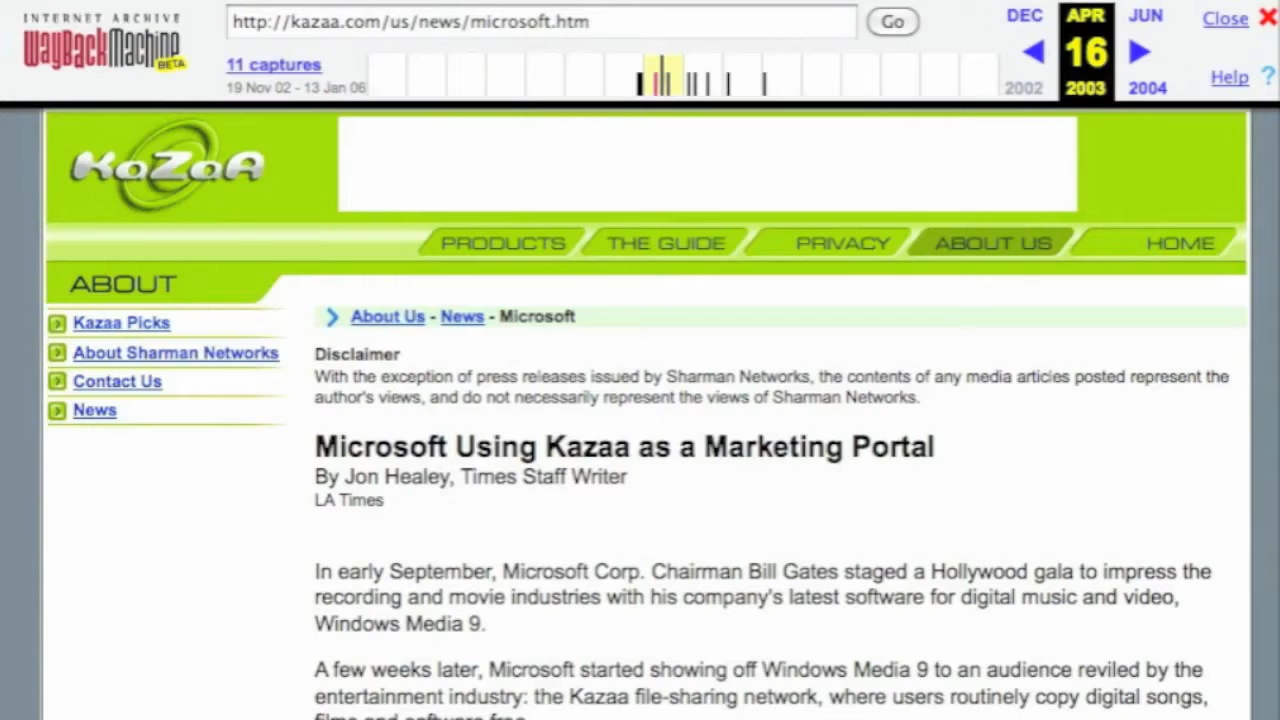 INTERNET ARCHIVE
WayBackMachine
BETA
http://kazaa.com/us/news/microsoft.htm
Go
11 captures
19 Nov 02 - 13 Jan 06
DEC APR JUN
16
2002 2003 2004
Close
Help ?
KaZaA
PRODUCTS THE GUIDE PRIVACY ABOUT US HOME
ABOUT
Kazaa Picks
About Sharman Networks
Contact Us
News
About Us - News - Microsoft
Disclaimer
With the exception of press releases issued by Sharman Networks, the contents of any media articles posted represent the
author's views, and do not necessarily represent the views of Sharman Networks.
Microsoft Using Kazaa as a Marketing Portal
By Jon Healey, Times Staff Writer
LA Times
In early September, Microsoft Corp. Chairman Bill Gates staged a Hollywood gala to impress the
recording and movie industries with his company's latest software for digital music and video,
Windows Media 9.
A few weeks later, Microsoft started showing off Windows Media 9 to an audience reviled by the
entertainment industry: the Kazaa file-sharing network, where users routinely copy digital songs,
films and software free.